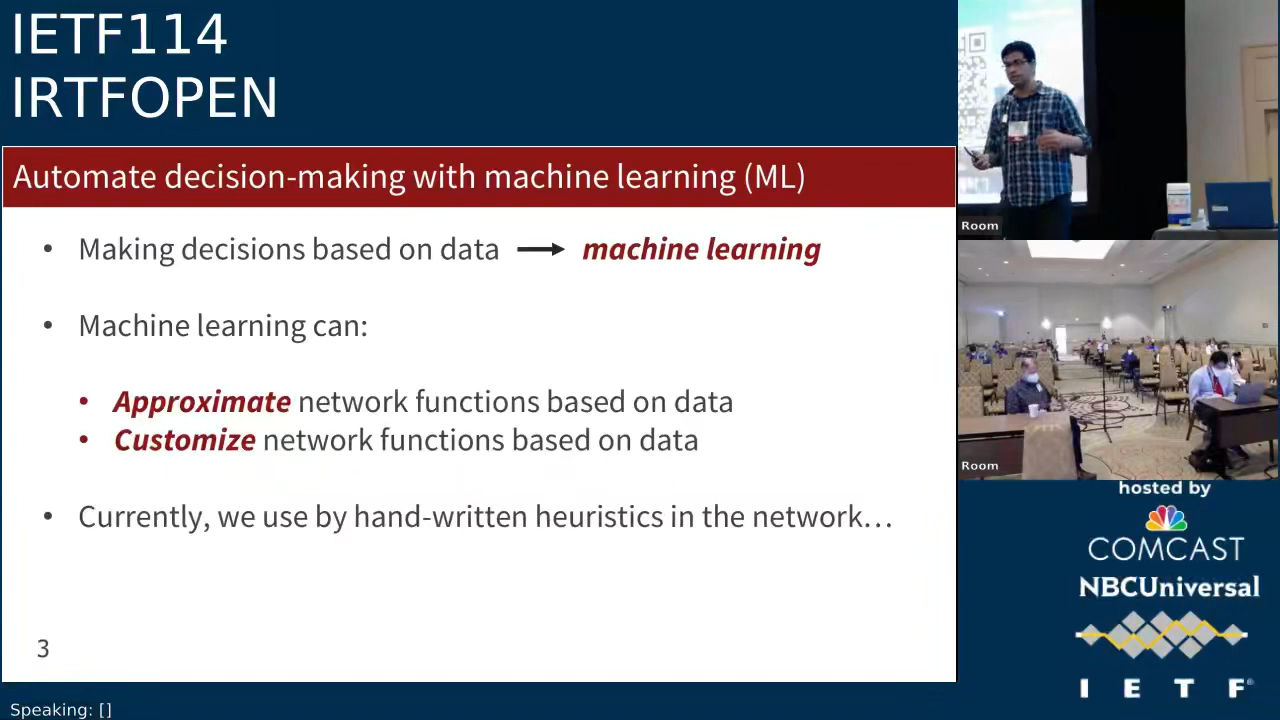 IETF114
IRTFOPEN
Automate decision-making with machine learning (ML)
• Making decisions based on data → machine learning
• Machine learning can:
• Approximate network functions based on data
• Customize network functions based on data
• Currently, we use by hand-written heuristics in the network…
3
Speaking: []
Room
Room
hosted by
COMCAST
NBCUniversal
I E T F®